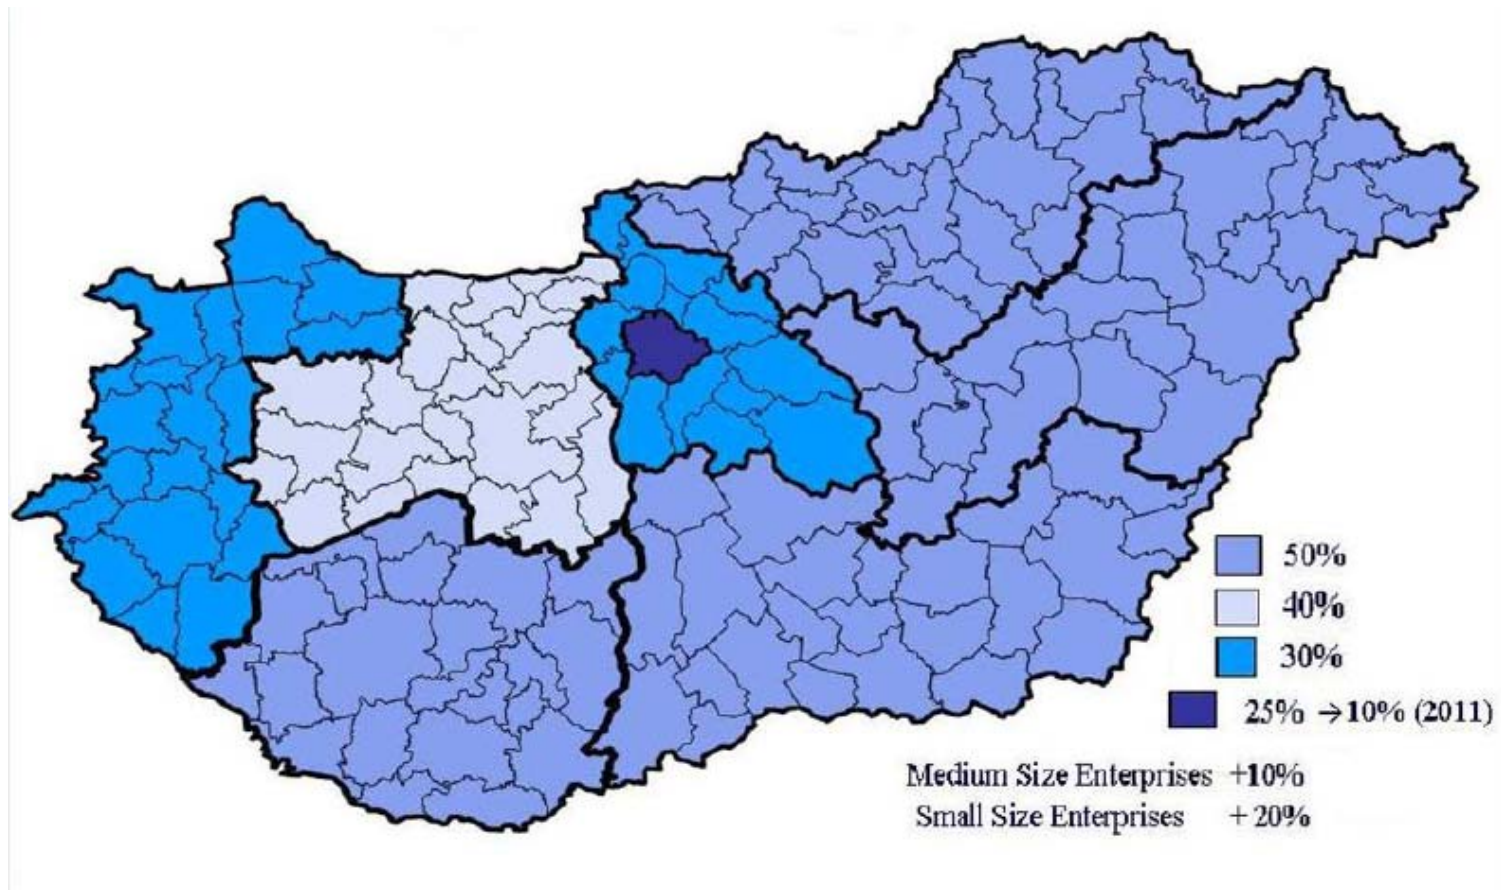 50%
40%
30%
25% →10% (2011)
Medium Size Enterprises +10%
Small Size Enterprises + 20%